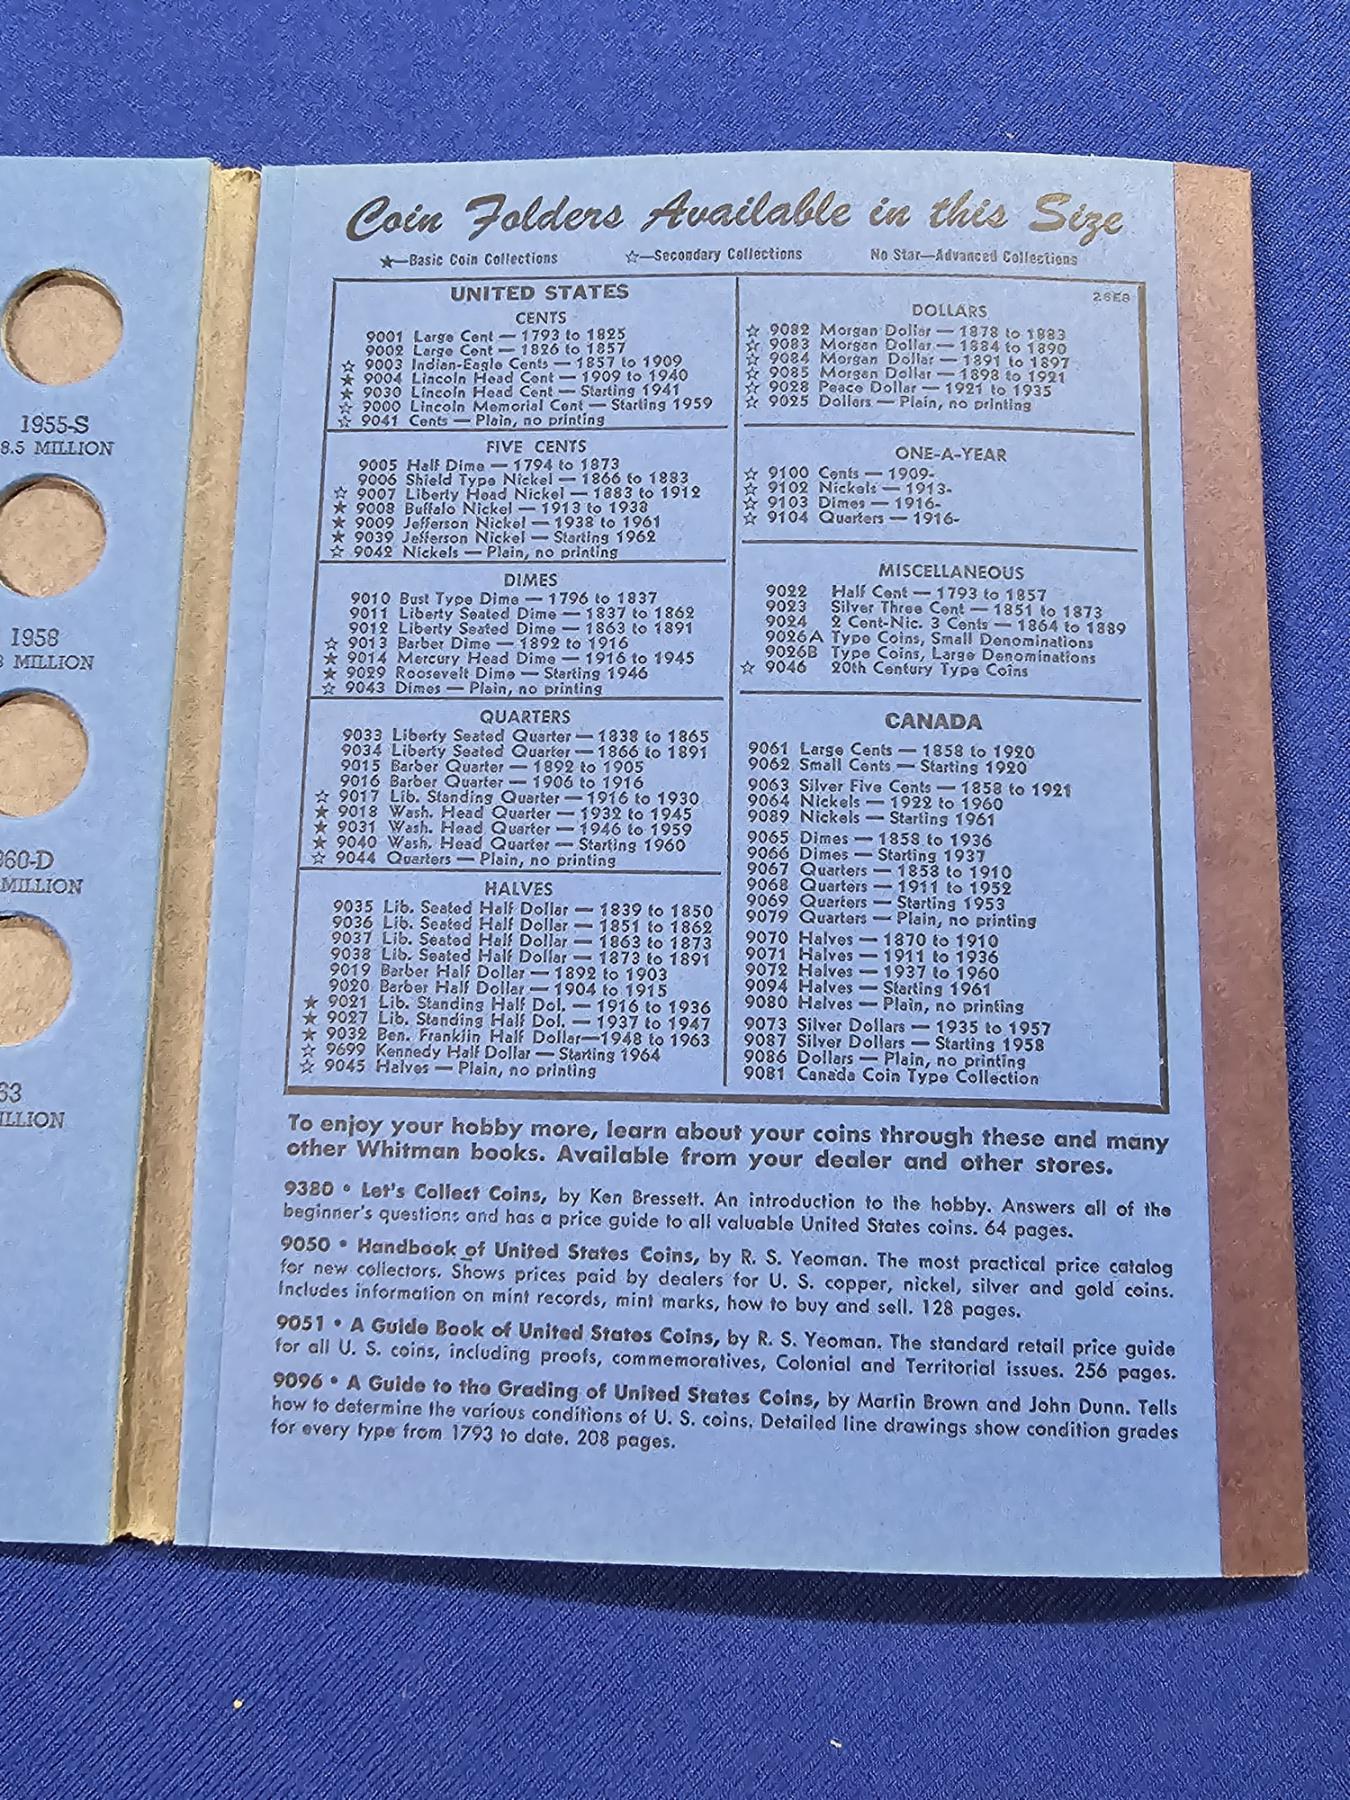 1955-S
8.5 MILLION
1958
MILLION
60-D
MILLION
63
ILLION
Coin Folders Available in this Size
★—Basic Coin Collections ☆—Secondary Collections No Star—Advanced Collections
UNITED STATES
CENTS
9001 Large Cent — 1793 to 1825
9002 Large Cent — 1826 to 1857
☆ 9003 Indian-Eagle Cents — 1857 to 1909
★ 9004 Lincoln Head Cent — 1909 to 1940
★ 9030 Lincoln Head Cent — Starting 1941
☆ 9000 Lincoln Memorial Cent — Starting 1959
☆ 9041 Cents — Plain, no printing
FIVE CENTS
9005 Half Dime — 1794 to 1873
9006 Shield Type Nickel — 1866 to 1883
☆ 9007 Liberty Head Nickel — 1883 to 1912
★ 9008 Buffalo Nickel — 1913 to 1938
★ 9009 Jefferson Nickel — 1938 to 1961
★ 9039 Jefferson Nickel — Starting 1962
☆ 9042 Nickels — Plain, no printing
DIMES
9010 Bust Type Dime — 1796 to 1837
9011 Liberty Seated Dime — 1837 to 1862
9012 Liberty Seated Dime — 1863 to 1891
☆ 9013 Barber Dime — 1892 to 1916
★ 9014 Mercury Head Dime — 1916 to 1945
★ 9029 Roosevelt Dime — Starting 1946
☆ 9043 Dimes — Plain, no printing
QUARTERS
9033 Liberty Seated Quarter — 1838 to 1865
9034 Liberty Seated Quarter — 1866 to 1891
9015 Barber Quarter — 1892 to 1905
9016 Barber Quarter — 1906 to 1916
☆ 9017 Lib. Standing Quarter — 1916 to 1930
★ 9018 Wash. Head Quarter — 1932 to 1945
★ 9031 Wash. Head Quarter — 1946 to 1959
★ 9040 Wash. Head Quarter — Starting 1960
☆ 9044 Quarters — Plain, no printing
HALVES
9035 Lib. Seated Half Dollar — 1839 to 1850
9036 Lib. Seated Half Dollar — 1851 to 1862
9037 Lib. Seated Half Dollar — 1863 to 1873
9038 Lib. Seated Half Dollar — 1873 to 1891
9019 Barber Half Dollar — 1892 to 1903
9020 Barber Half Dollar — 1904 to 1915
★ 9021 Lib. Standing Half Dol. — 1916 to 1936
★ 9027 Lib. Standing Half Dol. — 1937 to 1947
★ 9032 Ben. Franklin Half Dollar—1948 to 1963
☆ 9699 Kennedy Half Dollar — Starting 1964
☆ 9045 Halves — Plain, no printing
26E8
DOLLARS
☆ 9082 Morgan Dollar — 1878 to 1883
☆ 9083 Morgan Dollar — 1884 to 1890
☆ 9084 Morgan Dollar — 1891 to 1897
☆ 9085 Morgan Dollar — 1898 to 1921
☆ 9028 Peace Dollar — 1921 to 1935
☆ 9025 Dollars — Plain, no printing
ONE-A-YEAR
☆ 9100 Cents — 1909-
☆ 9102 Nickels — 1913-
☆ 9103 Dimes — 1916-
☆ 9104 Quarters — 1916-
MISCELLANEOUS
9022 Half Cent — 1793 to 1857
9023 Silver Three Cent — 1851 to 1873
9024 2 Cent-Nic. 3 Cents — 1864 to 1889
9026A Type Coins, Small Denominations
9026B Type Coins, Large Denominations
☆ 9046 20th Century Type Coins
CANADA
9061 Large Cents — 1858 to 1920
9062 Small Cents — Starting 1920
9063 Silver Five Cents — 1858 to 1921
9064 Nickels — 1922 to 1960
9089 Nickels — Starting 1961
9065 Dimes — 1858 to 1936
9066 Dimes — Starting 1937
9067 Quarters — 1858 to 1910
9068 Quarters — 1911 to 1952
9069 Quarters — Starting 1953
9079 Quarters — Plain, no printing
9070 Halves — 1870 to 1910
9071 Halves — 1911 to 1936
9072 Halves — 1937 to 1960
9094 Halves — Starting 1961
9080 Halves — Plain, no printing
9073 Silver Dollars — 1935 to 1957
9087 Silver Dollars — Starting 1958
9086 Dollars — Plain, no printing
9081 Canada Coin Type Collection
To enjoy your hobby more, learn about your coins through these and many
other Whitman books. Available from your dealer and other stores.
9380 • Let's Collect Coins, by Ken Bressett. An introduction to the hobby. Answers all of the
beginner's questions and has a price guide to all valuable United States coins. 64 pages.
9050 • Handbook of United States Coins, by R. S. Yeoman. The most practical price catalog
for new collectors. Shows prices paid by dealers for U. S. copper, nickel, silver and gold coins.
Includes information on mint records, mint marks, how to buy and sell. 128 pages.
9051 • A Guide Book of United States Coins, by R. S. Yeoman. The standard retail price guide
for all U. S. coins, including proofs, commemoratives, Colonial and Territorial issues. 256 pages.
9096 • A Guide to the Grading of United States Coins, by Martin Brown and John Dunn. Tells
how to determine the various conditions of U. S. coins. Detailed line drawings show condition grades
for every type from 1793 to date. 208 pages.